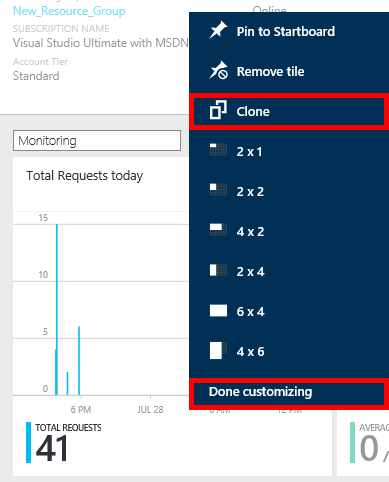 New_Resource_Group
Online
SUBSCRIPTION NAME
Visual Studio Ultimate with MSDN
Account Tier
Standard
Monitoring
Total Requests today
15
10
5
0
6 PM
JUL 28
6 AM
12 PM
TOTAL REQUESTS
41
AVERAG
0 /
Pin to Startboard
Remove tile
Clone
2 x 1
2 x 2
4 x 2
2 x 4
6 x 4
4 x 6
Done customizing